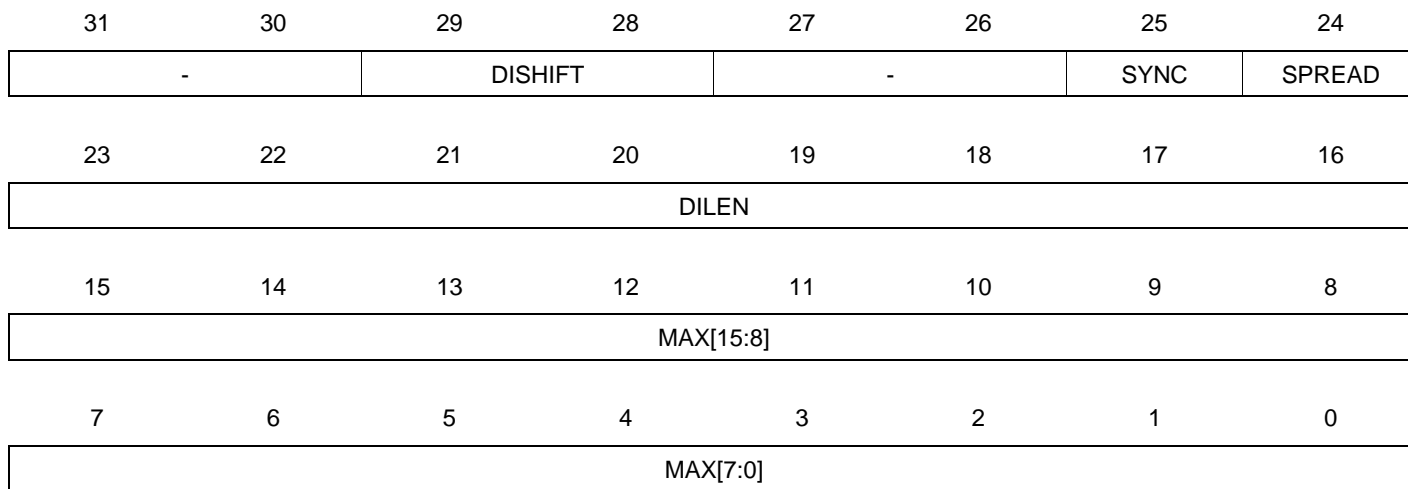 31 30 29 28 27 26 25 24
- DISHIFT - SYNC SPREAD
23 22 21 20 19 18 17 16
DILEN
15 14 13 12 11 10 9 8
MAX[15:8]
7 6 5 4 3 2 1 0
MAX[7:0]